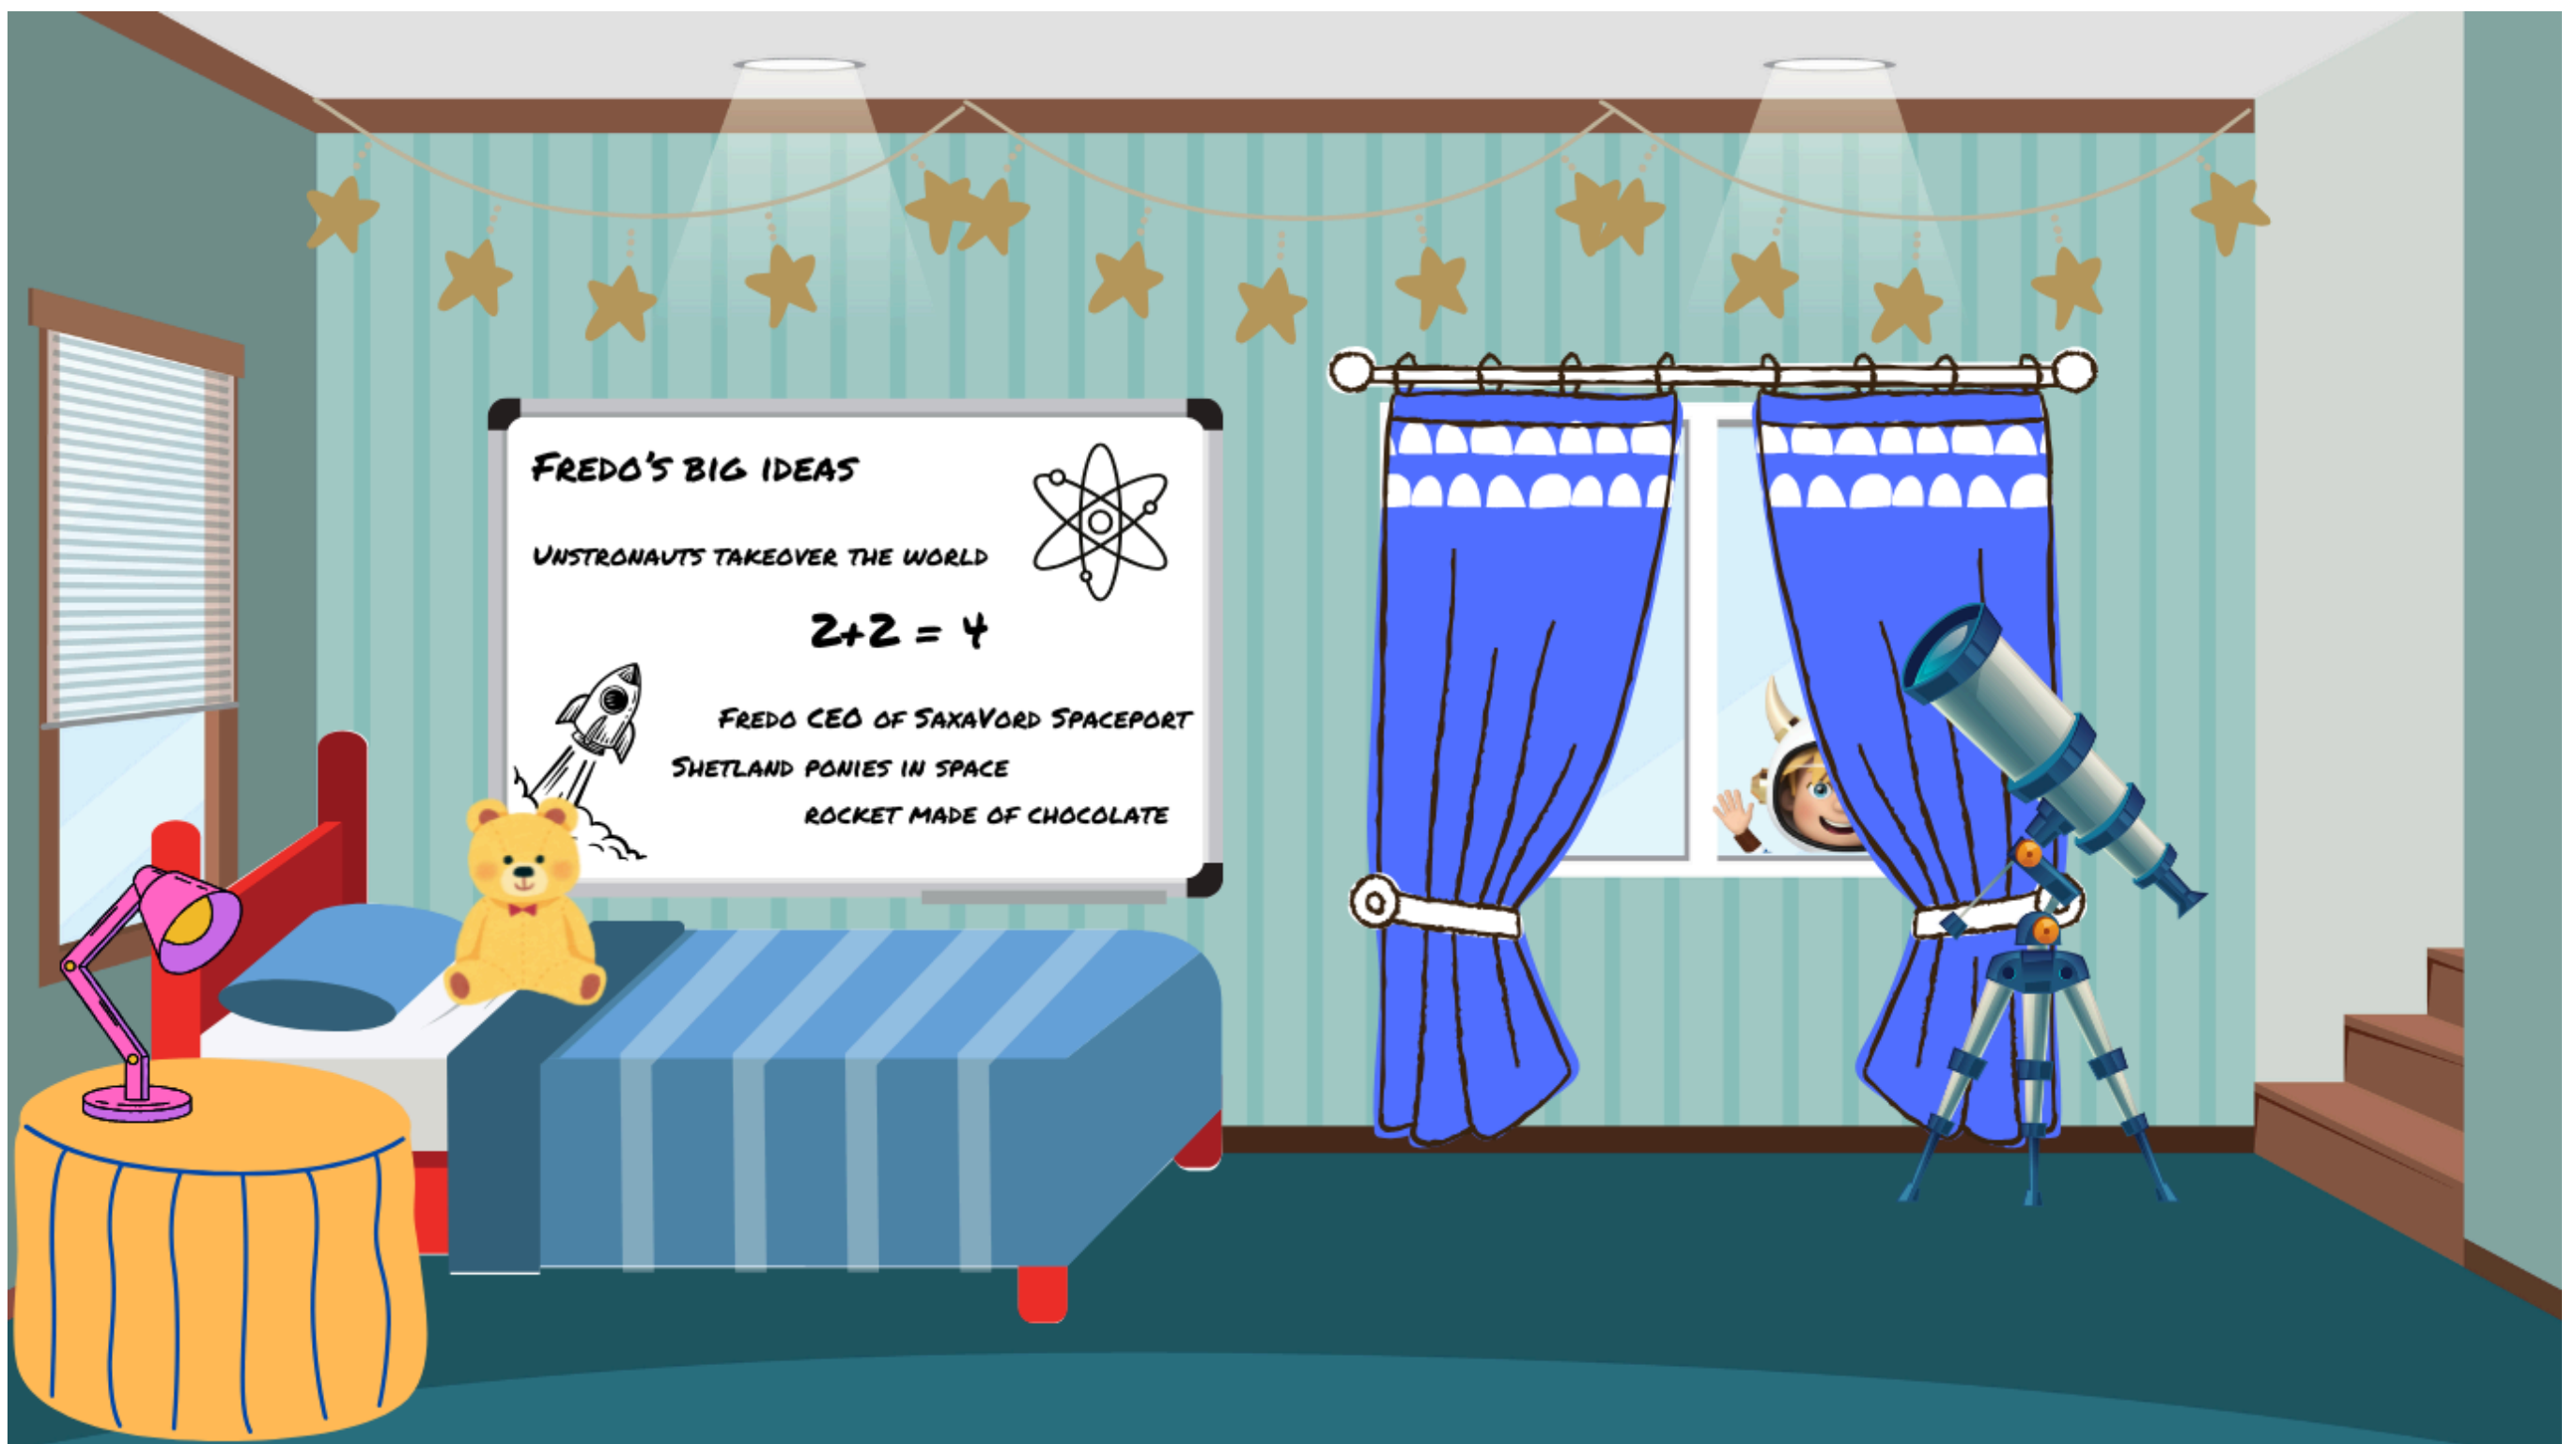 FREDO'S BIG IDEAS
UNSTRONAUTS TAKEOVER THE WORLD
2+2 = 4
FREDO CEO OF SAXAVORD SPACEPORT
SHETLAND PONIES IN SPACE
ROCKET MADE OF CHOCOLATE